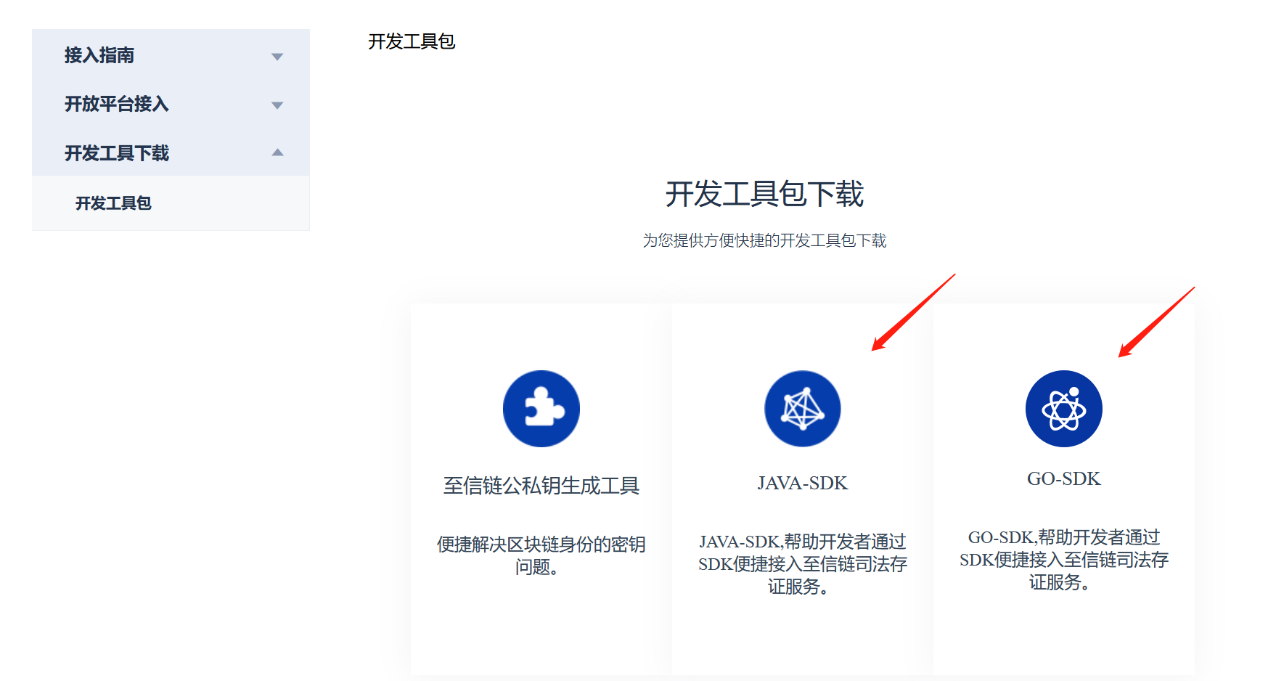 接入指南
开放平台接入
开发工具下载
开发工具包
开发工具包
开发工具包下载
为您提供方便快捷的开发工具包下载
至信链公私钥生成工具
便捷解决区块链身份的密钥
问题。
JAVA-SDK
JAVA-SDK,帮助开发者通过
SDK便捷接入至信链司法存
证服务。
GO-SDK
GO-SDK,帮助开发者通过
SDK便捷接入至信链司法存
证服务。